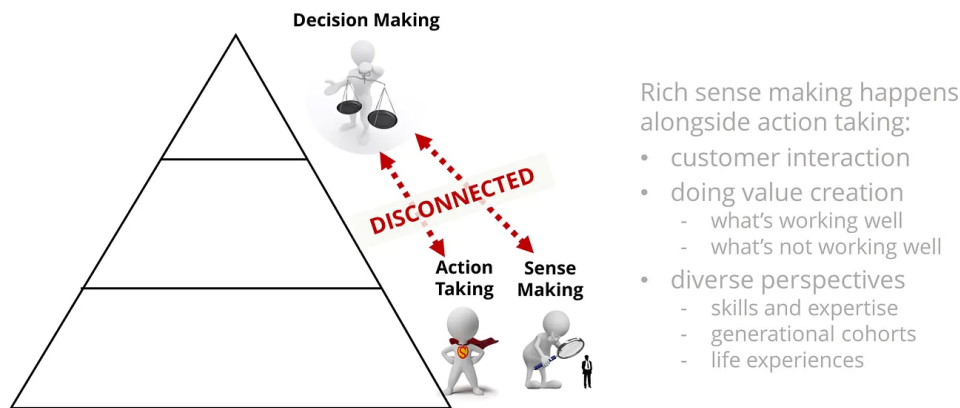 Decision Making
DISCONNECTED
Action
Taking
Sense
Making
S
Rich sense making happens
alongside action taking:
• customer interaction
• doing value creation
- what's working well
- what's not working well
• diverse perspectives
- skills and expertise
- generational cohorts
- life experiences